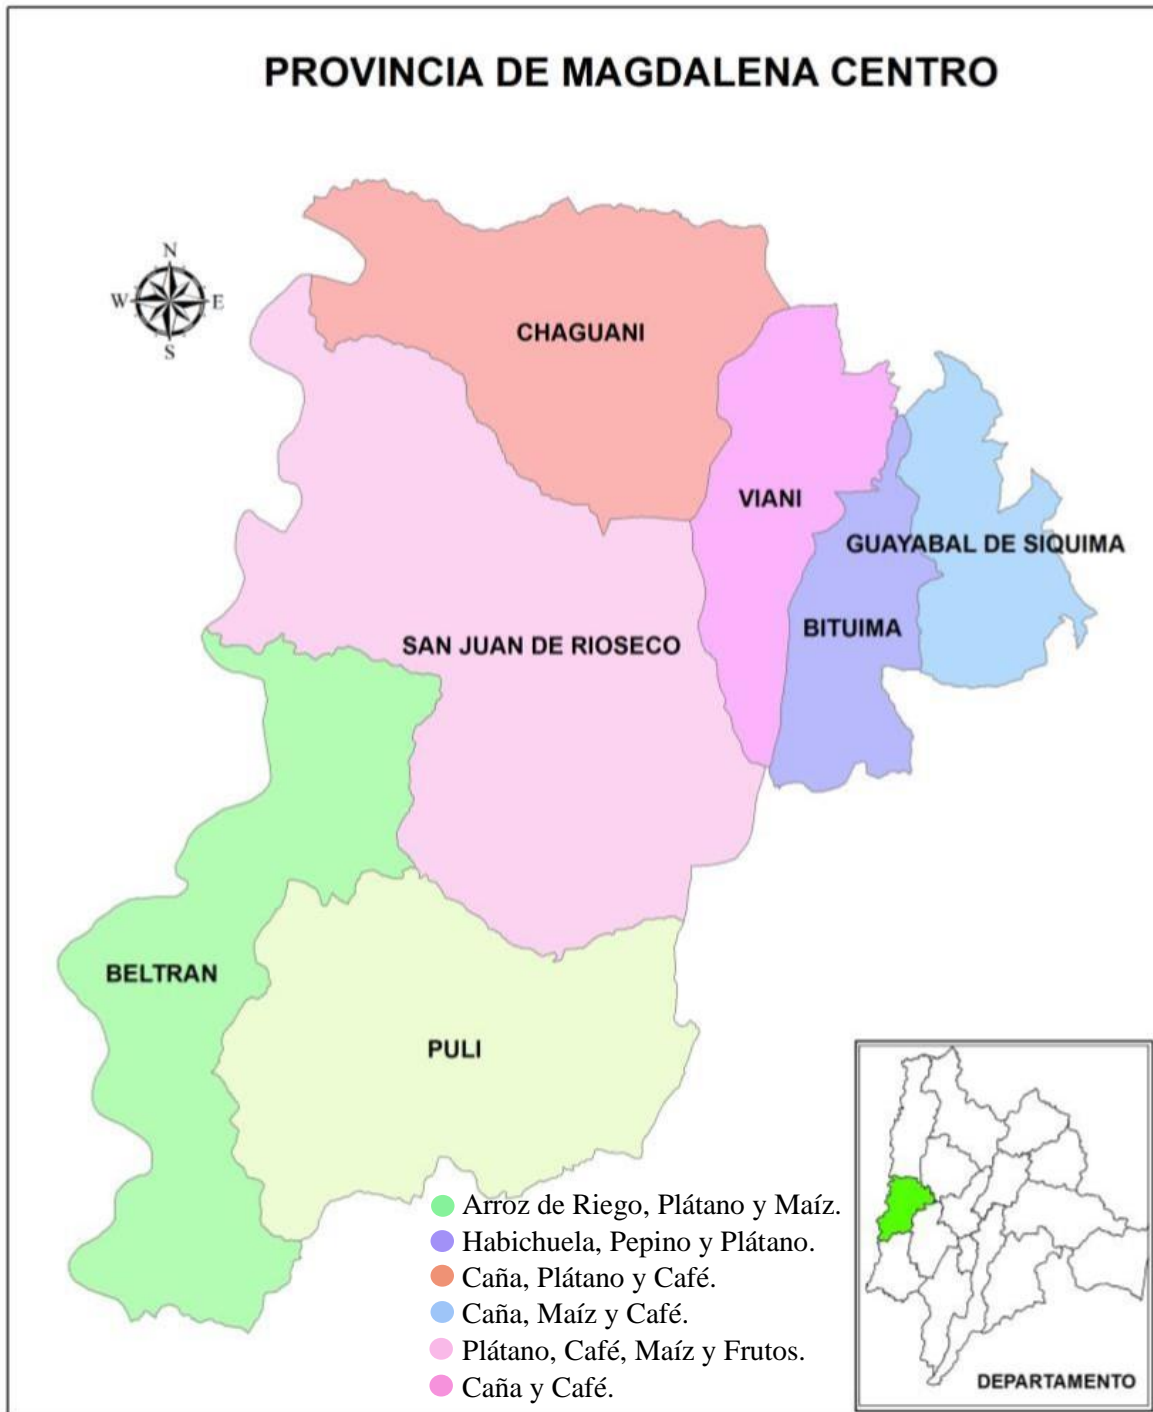 PROVINCIA DE MAGDALENA CENTRO
N
W
E
S
CHAGUANI
VIANI
GUAYABAL DE SIQUIMA
BITUIMA
SAN JUAN DE RIOSECO
BELTRAN
PULI
Arroz de Riego, Plátano y Maíz.
Habichuela, Pepino y Plátano.
Caña, Plátano y Café.
Caña, Maíz y Café.
Plátano, Café, Maíz y Frutos.
Caña y Café.
DEPARTAMENTO